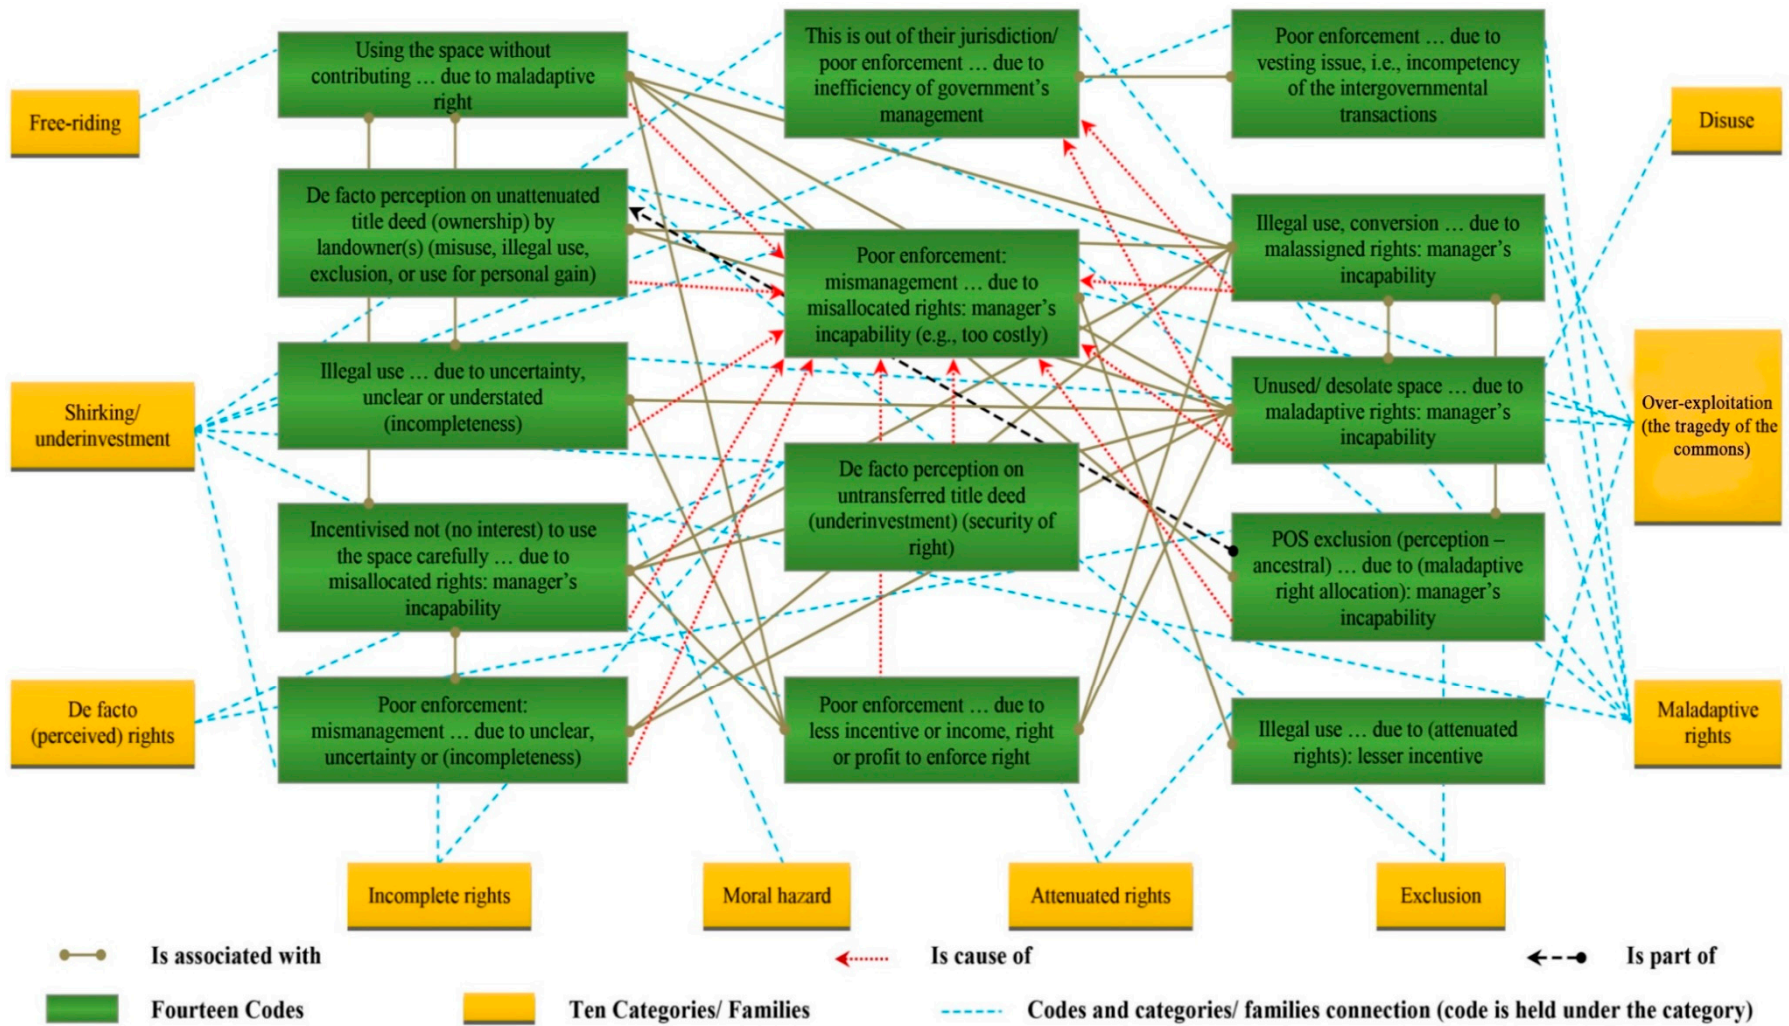 Using the space without
contributing … due to maladaptive
right
This is out of their jurisdiction/
poor enforcement … due to
inefficiency of government's
management
Poor enforcement … due to
vesting issue, i.e., incompetency
of the intergovernmental
transactions
Free-riding
Disuse
De facto perception on unattenuated
title deed (ownership) by
landowner(s) (misuse, illegal use,
exclusion, or use for personal gain)
Poor enforcement:
mismanagement … due to
misallocated rights: manager's
incapability (e.g., too costly)
Illegal use, conversion … due to
malassigned rights: manager's
incapability
Illegal use … due to uncertainty,
unclear or understated
(incompleteness)
Unused/ desolate space … due to
maladaptive rights: manager's
incapability
Shirking/
underinvestment
Over-exploitation
(the tragedy of the
commons)
De facto perception on
untransferred title deed
(underinvestment) (security of
right)
Incentivised not (no interest) to use
the space carefully … due to
misallocated rights: manager's
incapability
POS exclusion (perception –
ancestral) … due to (maladaptive
right allocation): manager's
incapability
De facto
(perceived) rights
Poor enforcement:
mismanagement … due to unclear,
uncertainty or (incompleteness)
Poor enforcement … due to
less incentive or income, right
or profit to enforce right
Illegal use … due to (attenuated
rights): lesser incentive
Maladaptive
rights
Incomplete rights
Moral hazard
Attenuated rights
Exclusion
Is associated with
Is cause of
Is part of
Fourteen Codes
Ten Categories/ Families
Codes and categories/ families connection (code is held under the category)